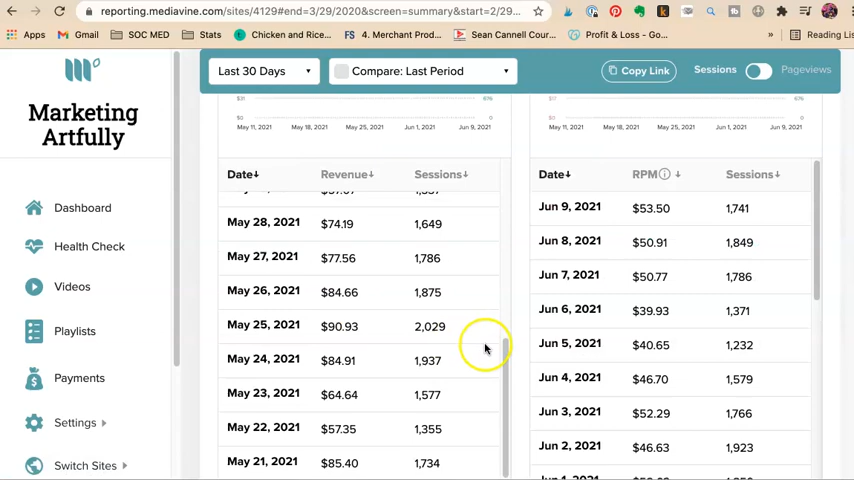 reporting.mediavine.com/sites/4129#end=3/29/2020&screen=summary&start=2/29...
Apps Gmail SOC MED Stats Chicken and Rice... FS 4. Merchant Prod... Sean Cannell Cour... Profit & Loss - Go... » Reading List
Marketing
Artfully
Dashboard
Health Check
Videos
Playlists
Payments
Settings
Switch Sites
Last 30 Days Compare: Last Period Copy Link Sessions Pageviews
$0 0 $0 0
May 11, 2021 May 18, 2021 May 25, 2021 Jun 1, 2021 Jun 9, 2021 May 11, 2021 May 18, 2021 May 25, 2021 Jun 1, 2021 Jun 9, 2021
Date↓ Revenue↓ Sessions↓
May 28, 2021 $74.19 1,649
May 27, 2021 $77.56 1,786
May 26, 2021 $84.66 1,875
May 25, 2021 $90.93 2,029
May 24, 2021 $84.91 1,937
May 23, 2021 $64.64 1,577
May 22, 2021 $57.35 1,355
May 21, 2021 $85.40 1,734
Date↓ RPM ↓ Sessions↓
Jun 9, 2021 $53.50 1,741
Jun 8, 2021 $50.91 1,849
Jun 7, 2021 $50.77 1,786
Jun 6, 2021 $39.93 1,371
Jun 5, 2021 $40.65 1,232
Jun 4, 2021 $46.70 1,579
Jun 3, 2021 $52.29 1,766
Jun 2, 2021 $46.63 1,923